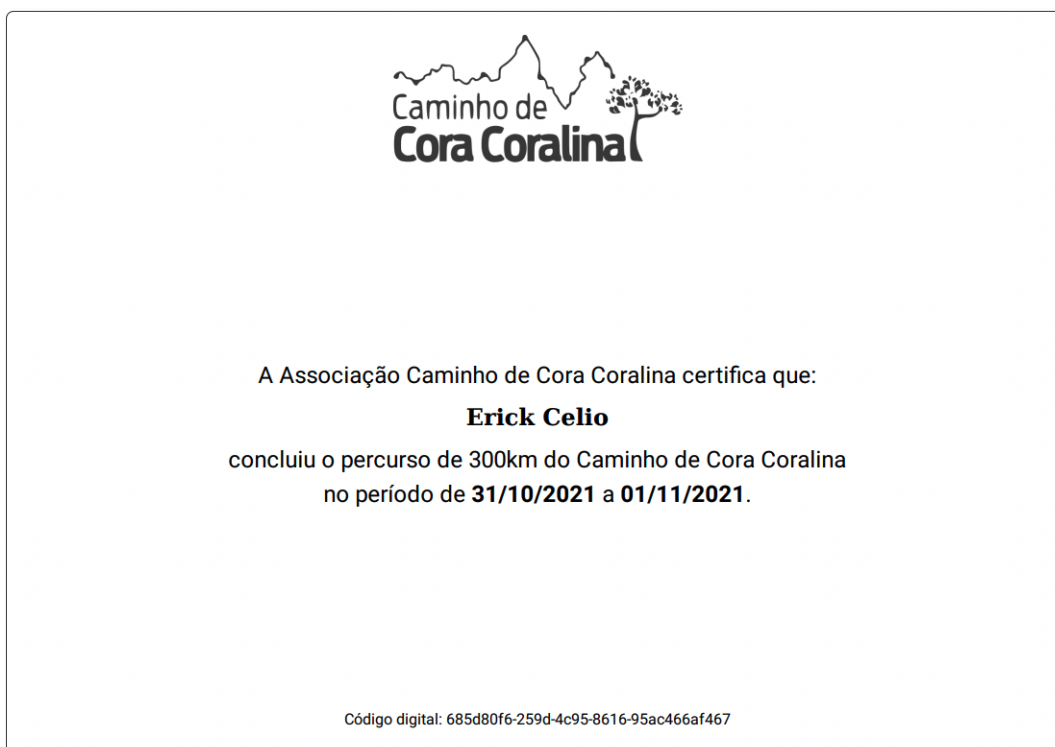 Caminho de
Cora Coralina
A Associação Caminho de Cora Coralina certifica que:
Erick Celio
concluiu o percurso de 300km do Caminho de Cora Coralina
no período de 31/10/2021 a 01/11/2021.
Código digital: 685d80f6-259d-4c95-8616-95ac466af467